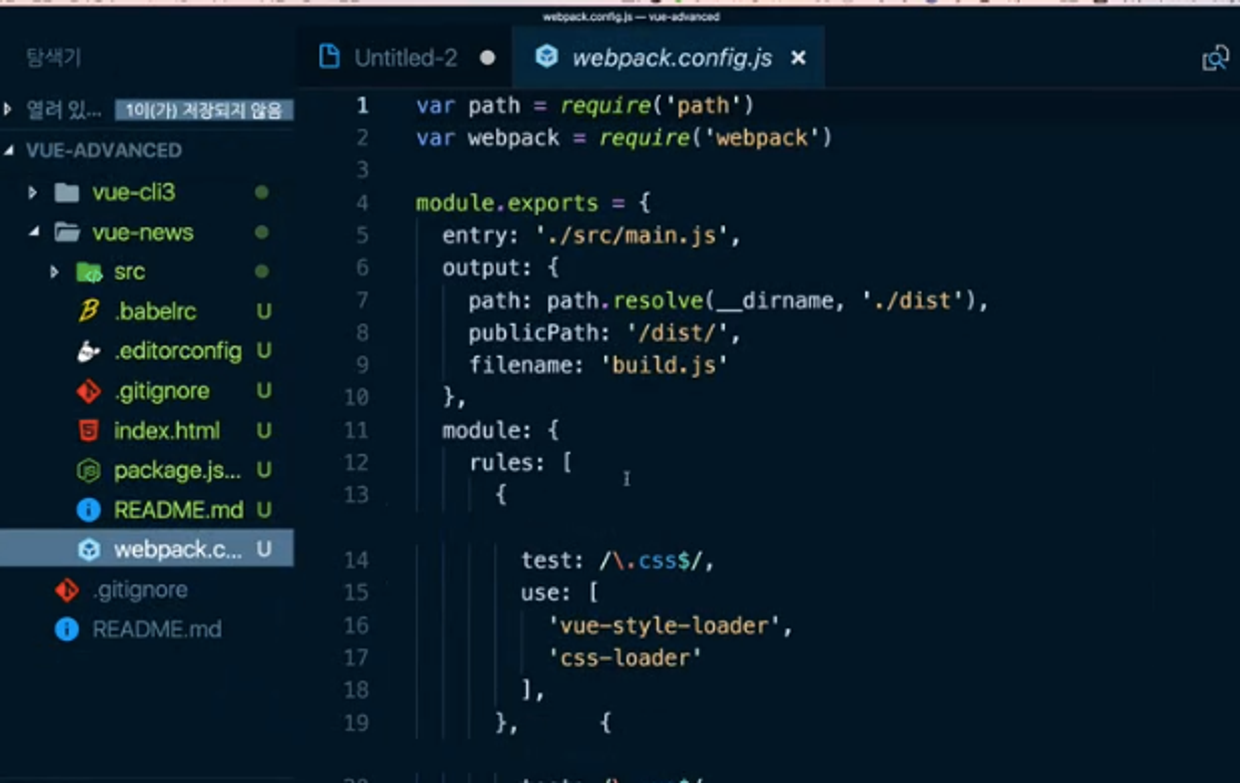 webpack.config.js — vue-advanced
탐색기
Untitled-2
webpack.config.js
열려 있... 1이(가) 저장되지 않음
VUE-ADVANCED
vue-cli3
vue-news
src
.babelrc U
.editorconfig U
.gitignore U
index.html U
package.js... U
README.md U
webpack.c... U
.gitignore
README.md
1 var path = require('path')
2 var webpack = require('webpack')
3
4 module.exports = {
5 entry: './src/main.js',
6 output: {
7 path: path.resolve(__dirname, './dist'),
8 publicPath: '/dist/',
9 filename: 'build.js'
10 },
11 module: {
12 rules: [
13 {
14 test: /\.css$/,
15 use: [
16 'vue-style-loader',
17 'css-loader'
18 ],
19 }, {